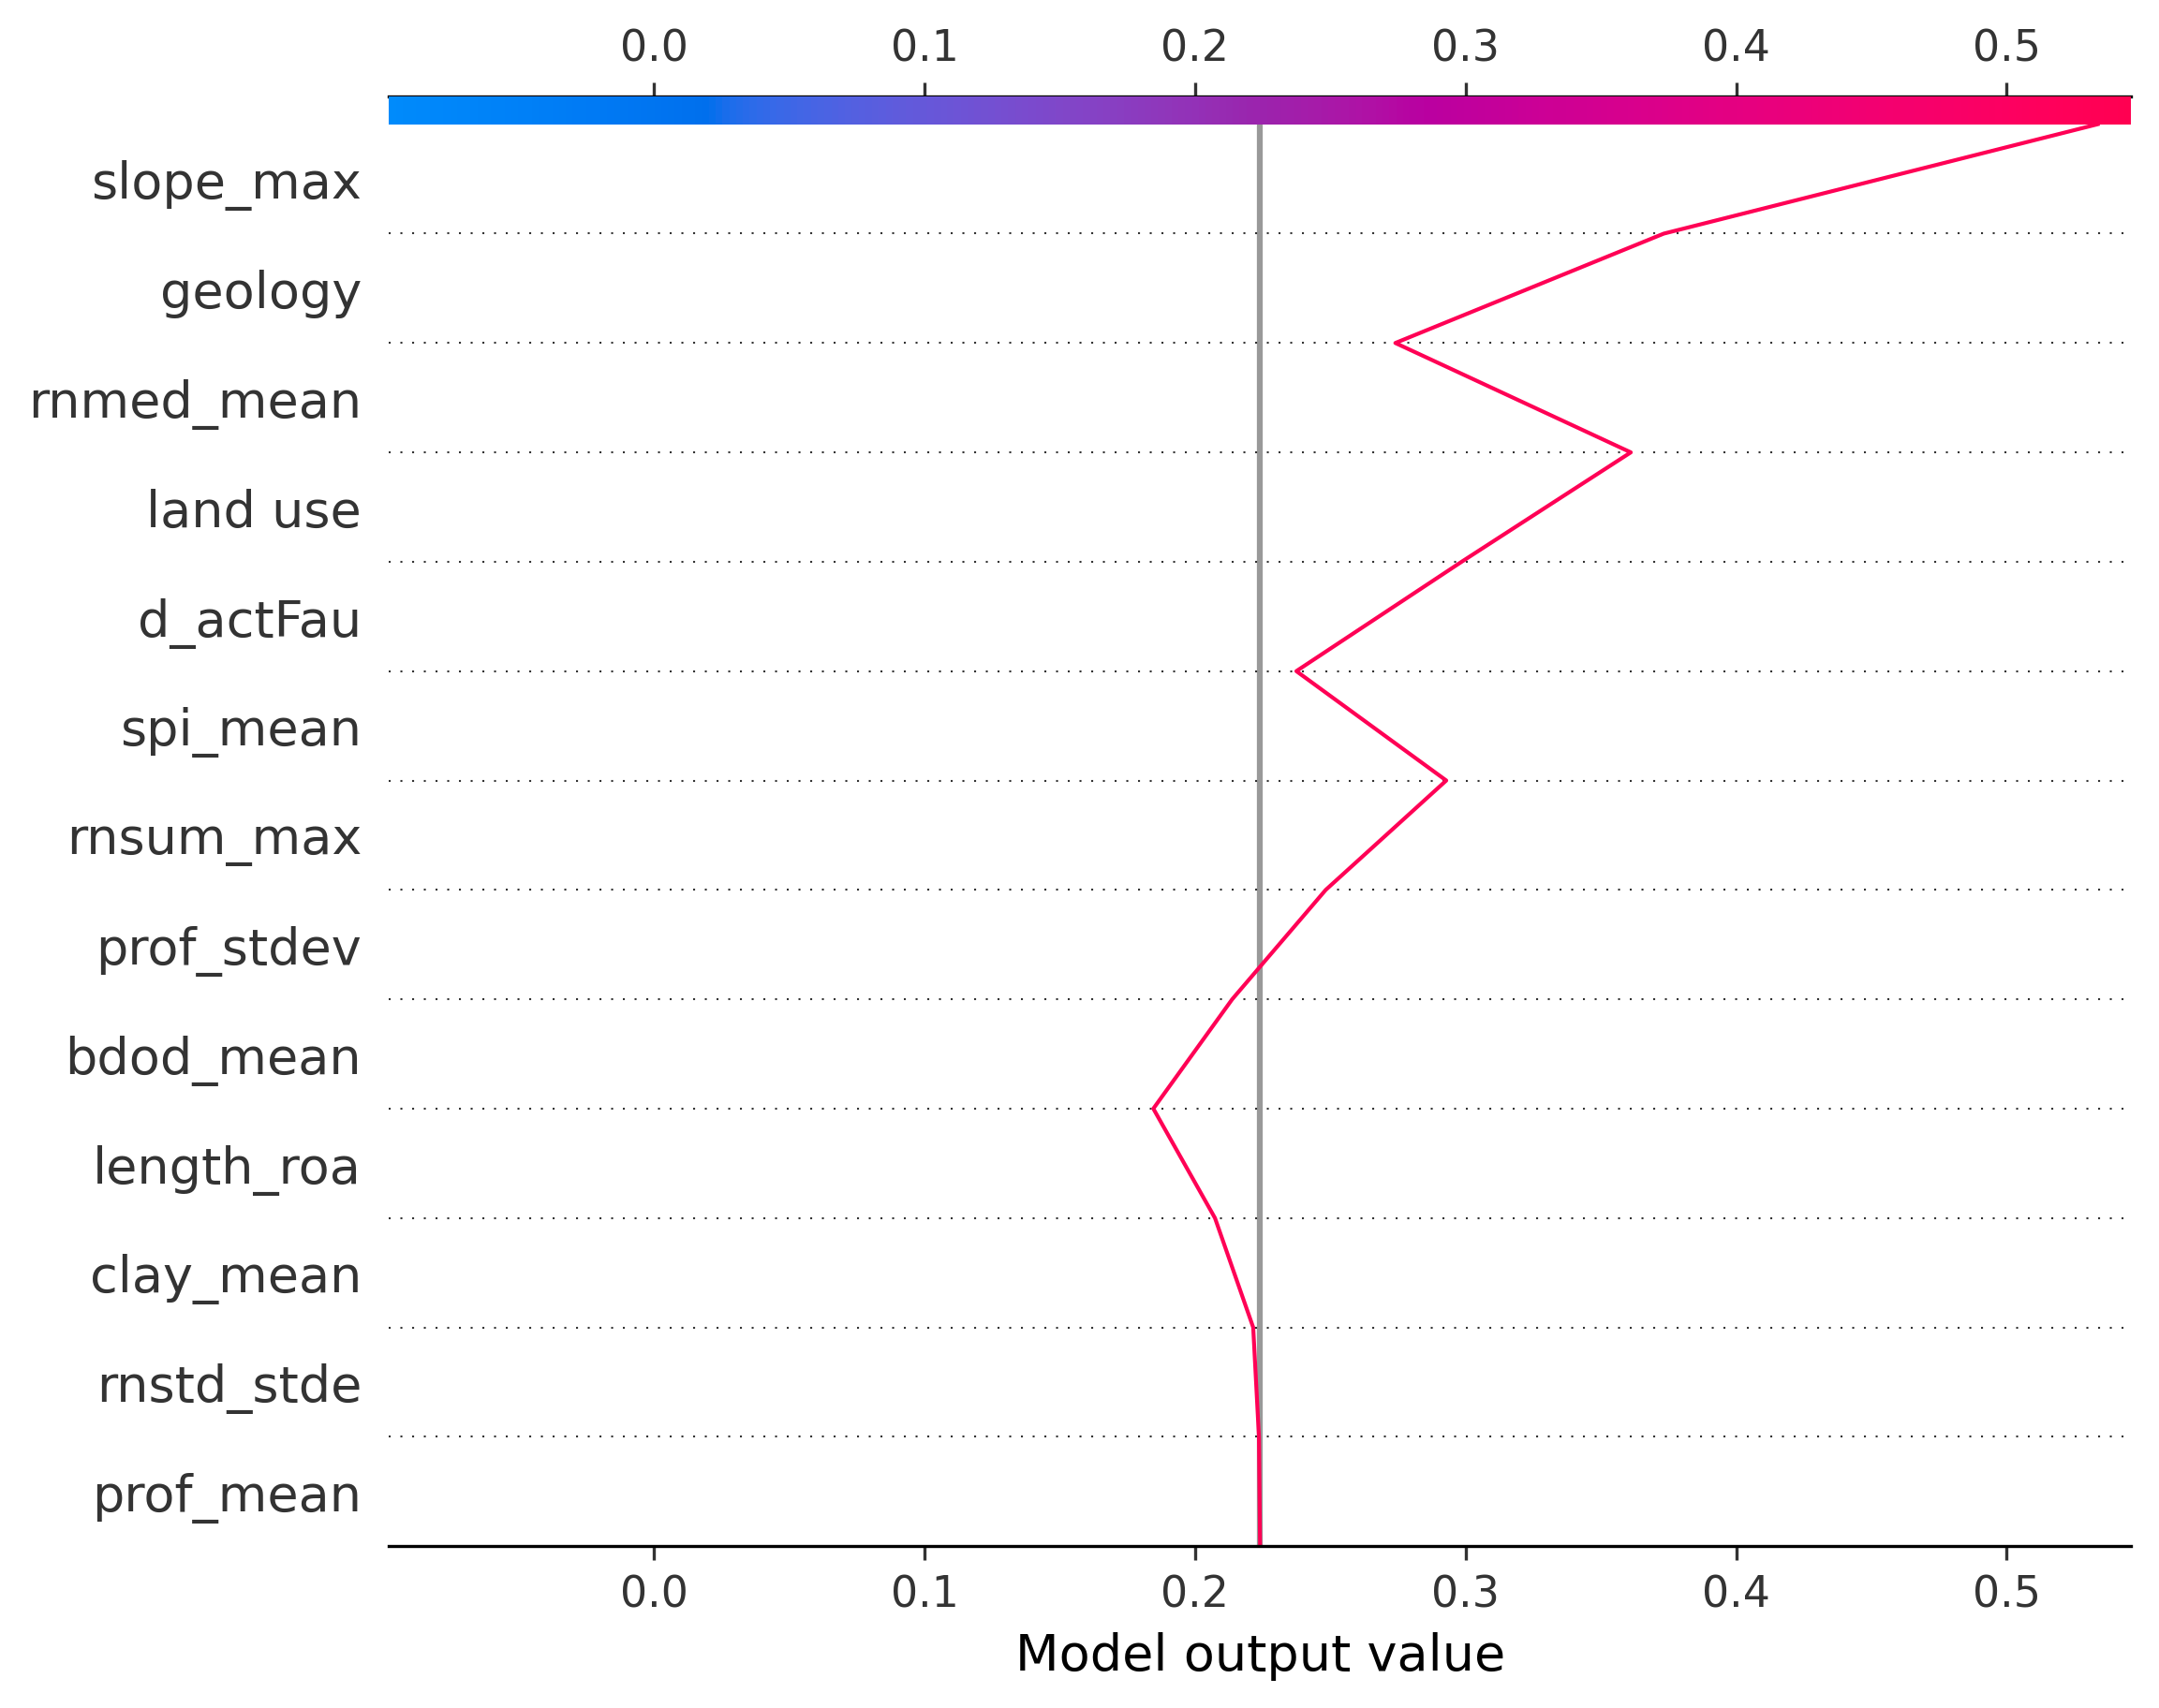 0.0 0.1 0.2 0.3 0.4 0.5
slope_max
geology
rnmed_mean
land use
d_actFau
spi_mean
rnsum_max
prof_stdev
bdod_mean
length_roa
clay_mean
rnstd_stde
prof_mean
0.0 0.1 0.2 0.3 0.4 0.5
Model output value